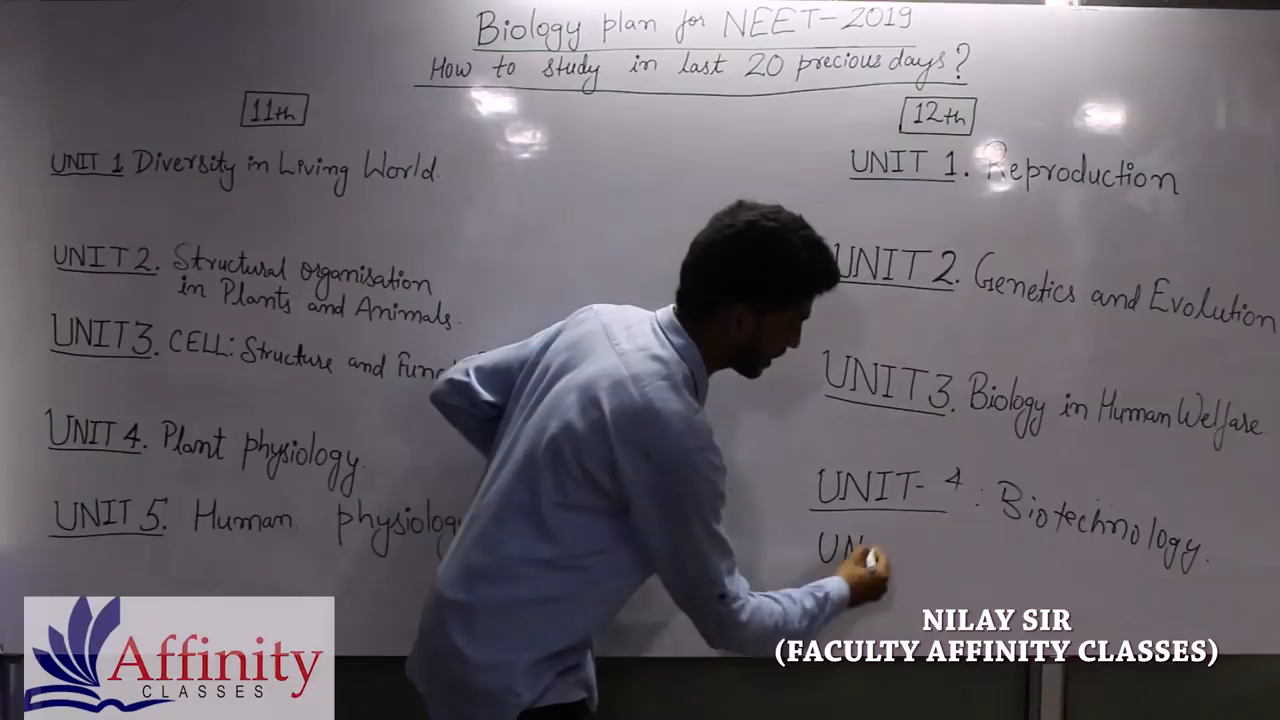 Biology plan for NEET-2019
How to study in last 20 precious days?
11th
UNIT 1 Diversity in Living World.
UNIT 2. Structural organisation
in Plants and Animals.
UNIT 3. CELL: Structure and Func
UNIT 4. Plant physiology.
UNIT 5. Human physiology
12th
UNIT 1. Reproduction
UNIT 2. Genetics and Evolution
UNIT 3. Biology in Human Welfare
UNIT- 4 : Biotechnology.
UN
Affinity
CLASSES
NILAY SIR
(FACULTY AFFINITY CLASSES)